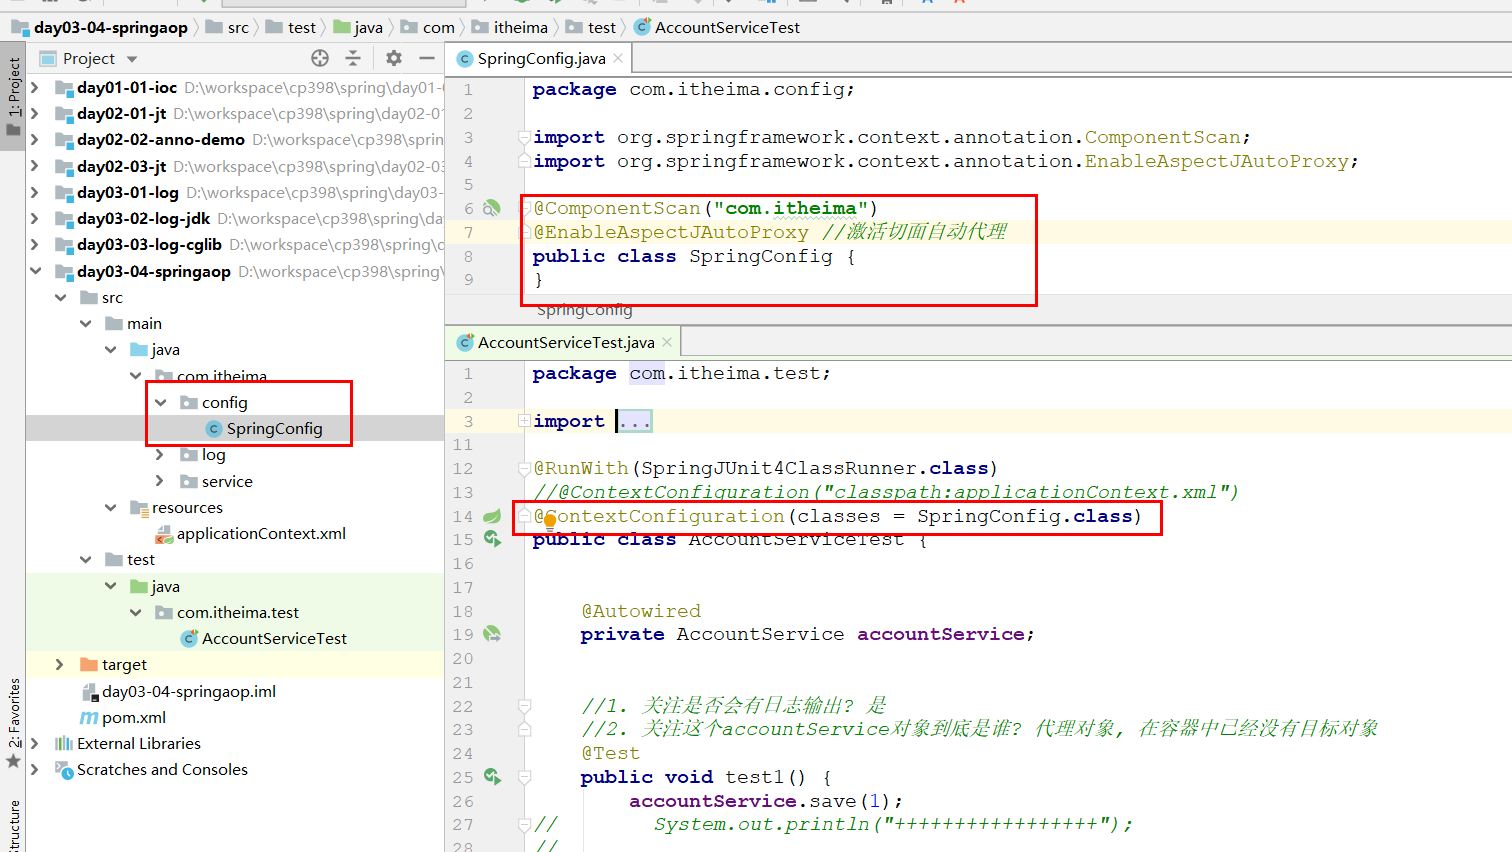 day03-04-springaop src test java com itheima test AccountServiceTest
1: Project
2: Favorites
Structure
Project
day01-01-ioc D:\workspace\cp398\spring\day01-
day02-01-jt D:\workspace\cp398\spring\day02-01
day02-02-anno-demo D:\workspace\cp398\spring
day02-03-jt D:\workspace\cp398\spring\day02-03
day03-01-log D:\workspace\cp398\spring\day03-
day03-02-log-jdk D:\workspace\cp398\spring\day
day03-03-log-cglib D:\workspace\cp398\spring\d
day03-04-springaop D:\workspace\cp398\spring\
src
main
java
com.itheima
config
SpringConfig
log
service
resources
applicationContext.xml
test
java
com.itheima.test
AccountServiceTest
target
day03-04-springaop.iml
pom.xml
External Libraries
Scratches and Consoles
SpringConfig.java
1 package com.itheima.config;
2
3 import org.springframework.context.annotation.ComponentScan;
4 import org.springframework.context.annotation.EnableAspectJAutoProxy;
5
6 @ComponentScan("com.itheima")
7 @EnableAspectJAutoProxy //激活切面自动代理
8 public class SpringConfig {
9 }
SpringConfig
AccountServiceTest.java
1 package com.itheima.test;
2
3 import ...
11
12 @RunWith(SpringJUnit4ClassRunner.class)
13 //@ContextConfiguration("classpath:applicationContext.xml")
14 @ContextConfiguration(classes = SpringConfig.class)
15 public class AccountServiceTest {
16
17
18 @Autowired
19 private AccountService accountService;
20
21
22 //1. 关注是否会有日志输出? 是
23 //2. 关注这个accountService对象到底是谁? 代理对象, 在容器中已经没有目标对象
24 @Test
25 public void test1() {
26 accountService.save(1);
27 // System.out.println("+++++++++++++++++");
28 //